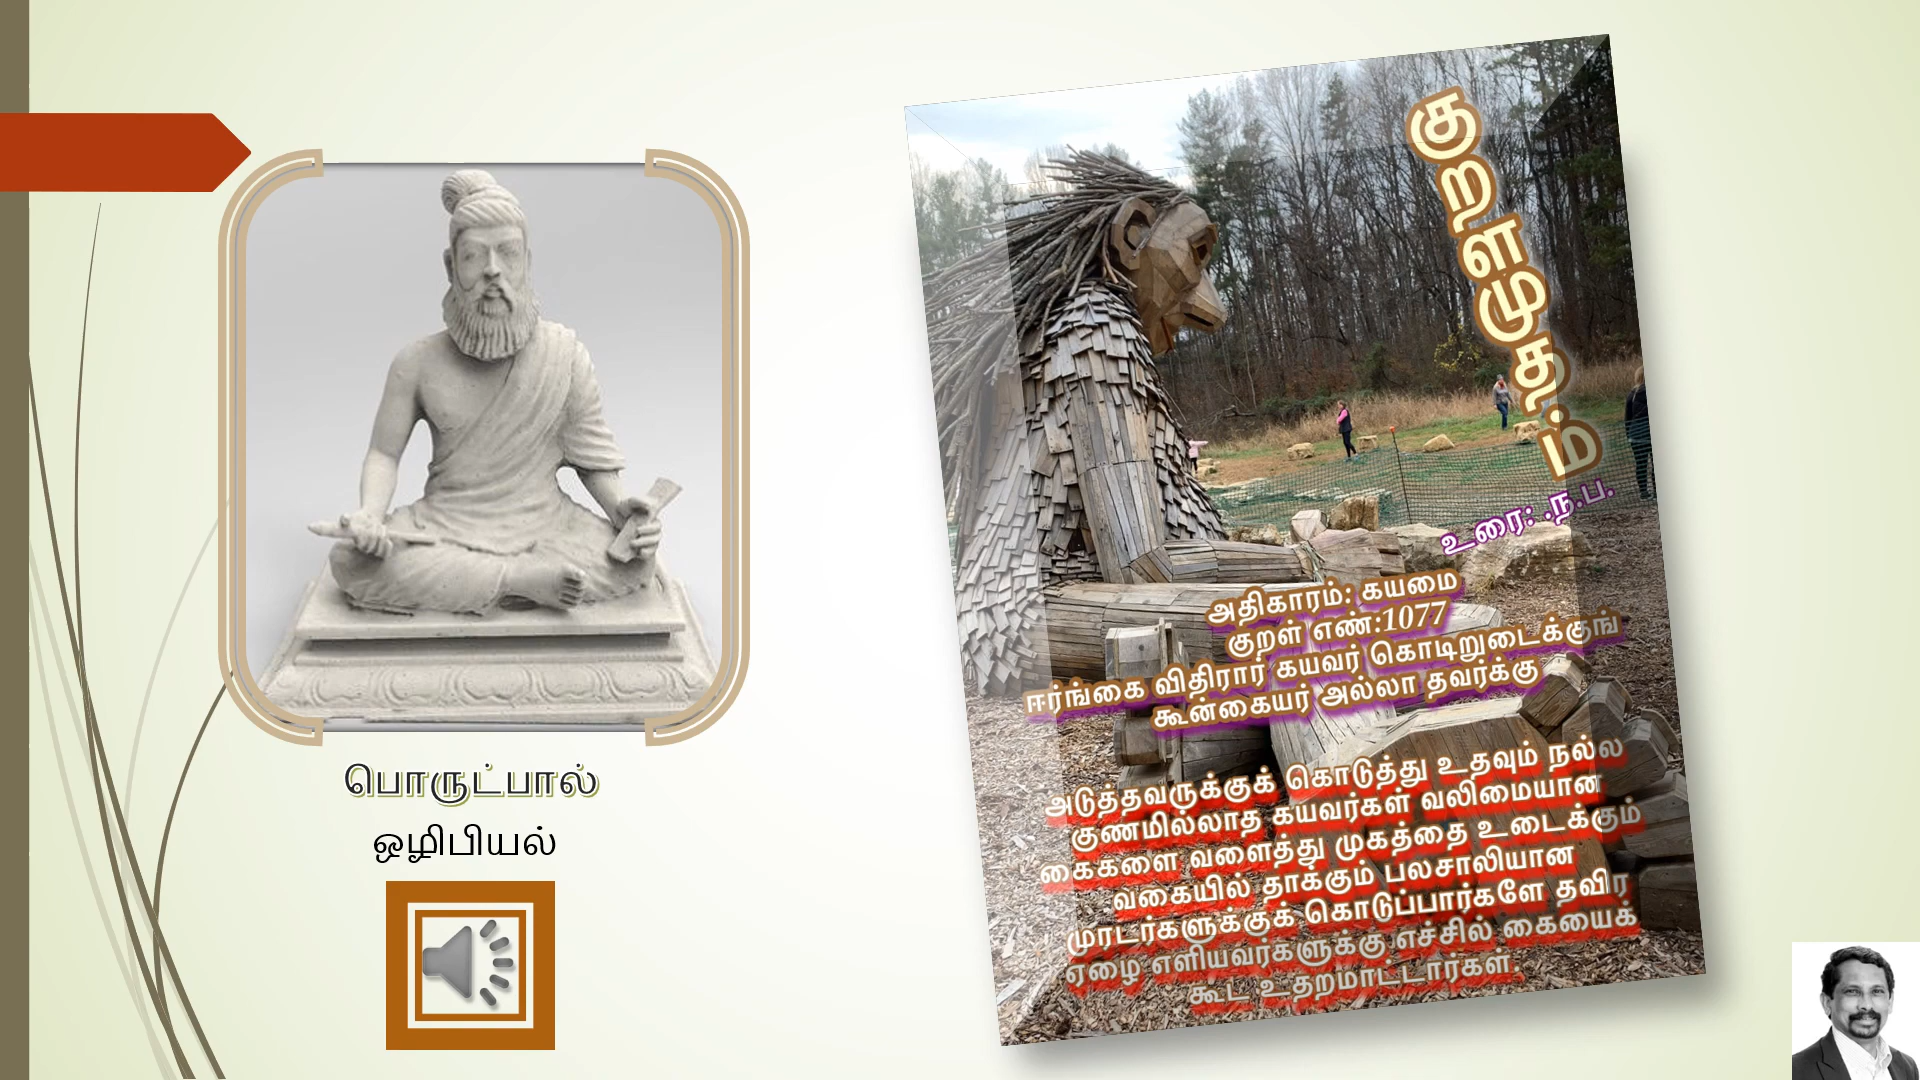 பொருட்பால்
ஒழிபியல்
குறளமுதம்
உரை: .ந.ப.
அதிகாரம்: கயமை
குறள் எண்:1077
ஈர்ங்கை விதிரார் கயவர் கொடிறுடைக்குங்
கூன்கையர் அல்லா தவர்க்கு
அடுத்தவருக்குக் கொடுத்து உதவும் நல்ல
குணமில்லாத கயவர்கள் வலிமையான
கைகளை வளைத்து முகத்தை உடைக்கும்
வகையில் தாக்கும் பலசாலியான
முரடர்களுக்குக் கொடுப்பார்களே தவிர
ஏழை எளியவர்களுக்கு எச்சில் கையைக்
கூட உதறமாட்டார்கள்.